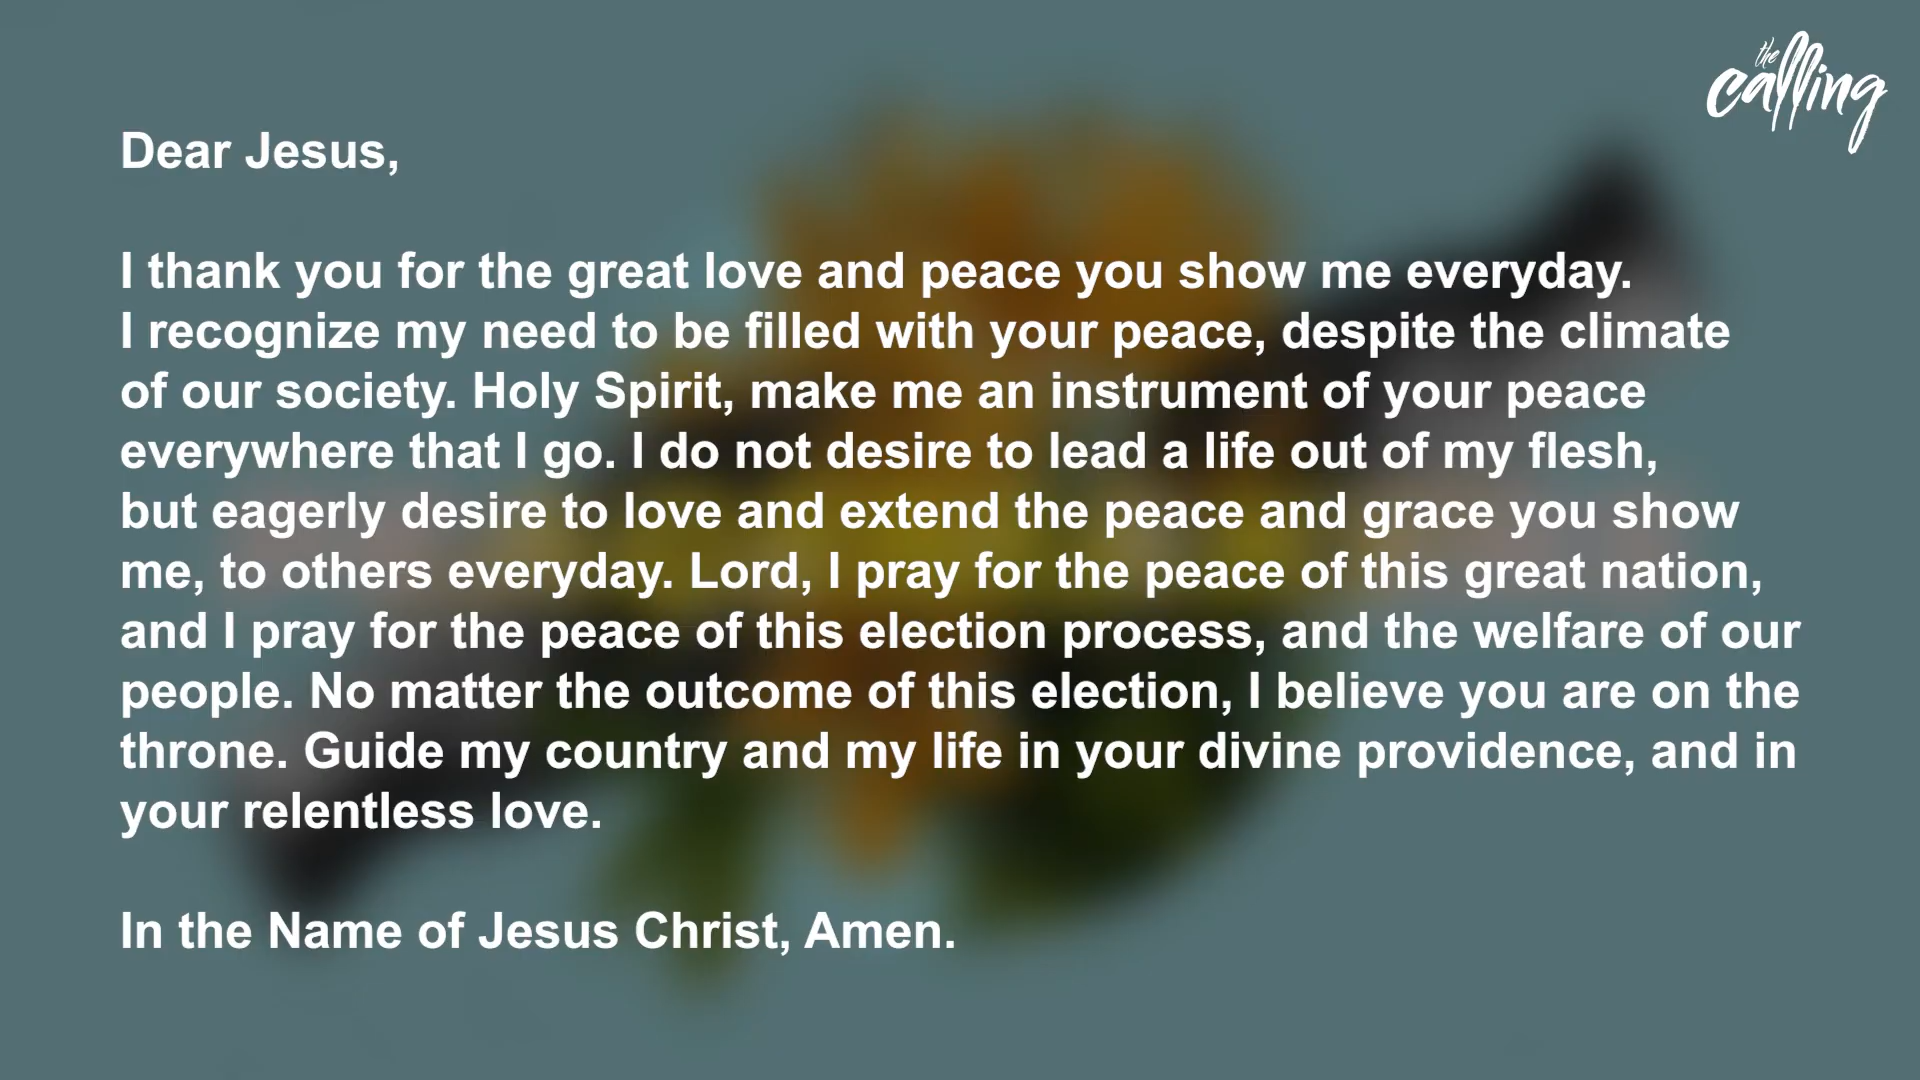 the calling
Dear Jesus,
I thank you for the great love and peace you show me everyday.
I recognize my need to be filled with your peace, despite the climate
of our society. Holy Spirit, make me an instrument of your peace
everywhere that I go. I do not desire to lead a life out of my flesh,
but eagerly desire to love and extend the peace and grace you show
me, to others everyday. Lord, I pray for the peace of this great nation,
and I pray for the peace of this election process, and the welfare of our
people. No matter the outcome of this election, I believe you are on the
throne. Guide my country and my life in your divine providence, and in
your relentless love.
In the Name of Jesus Christ, Amen.